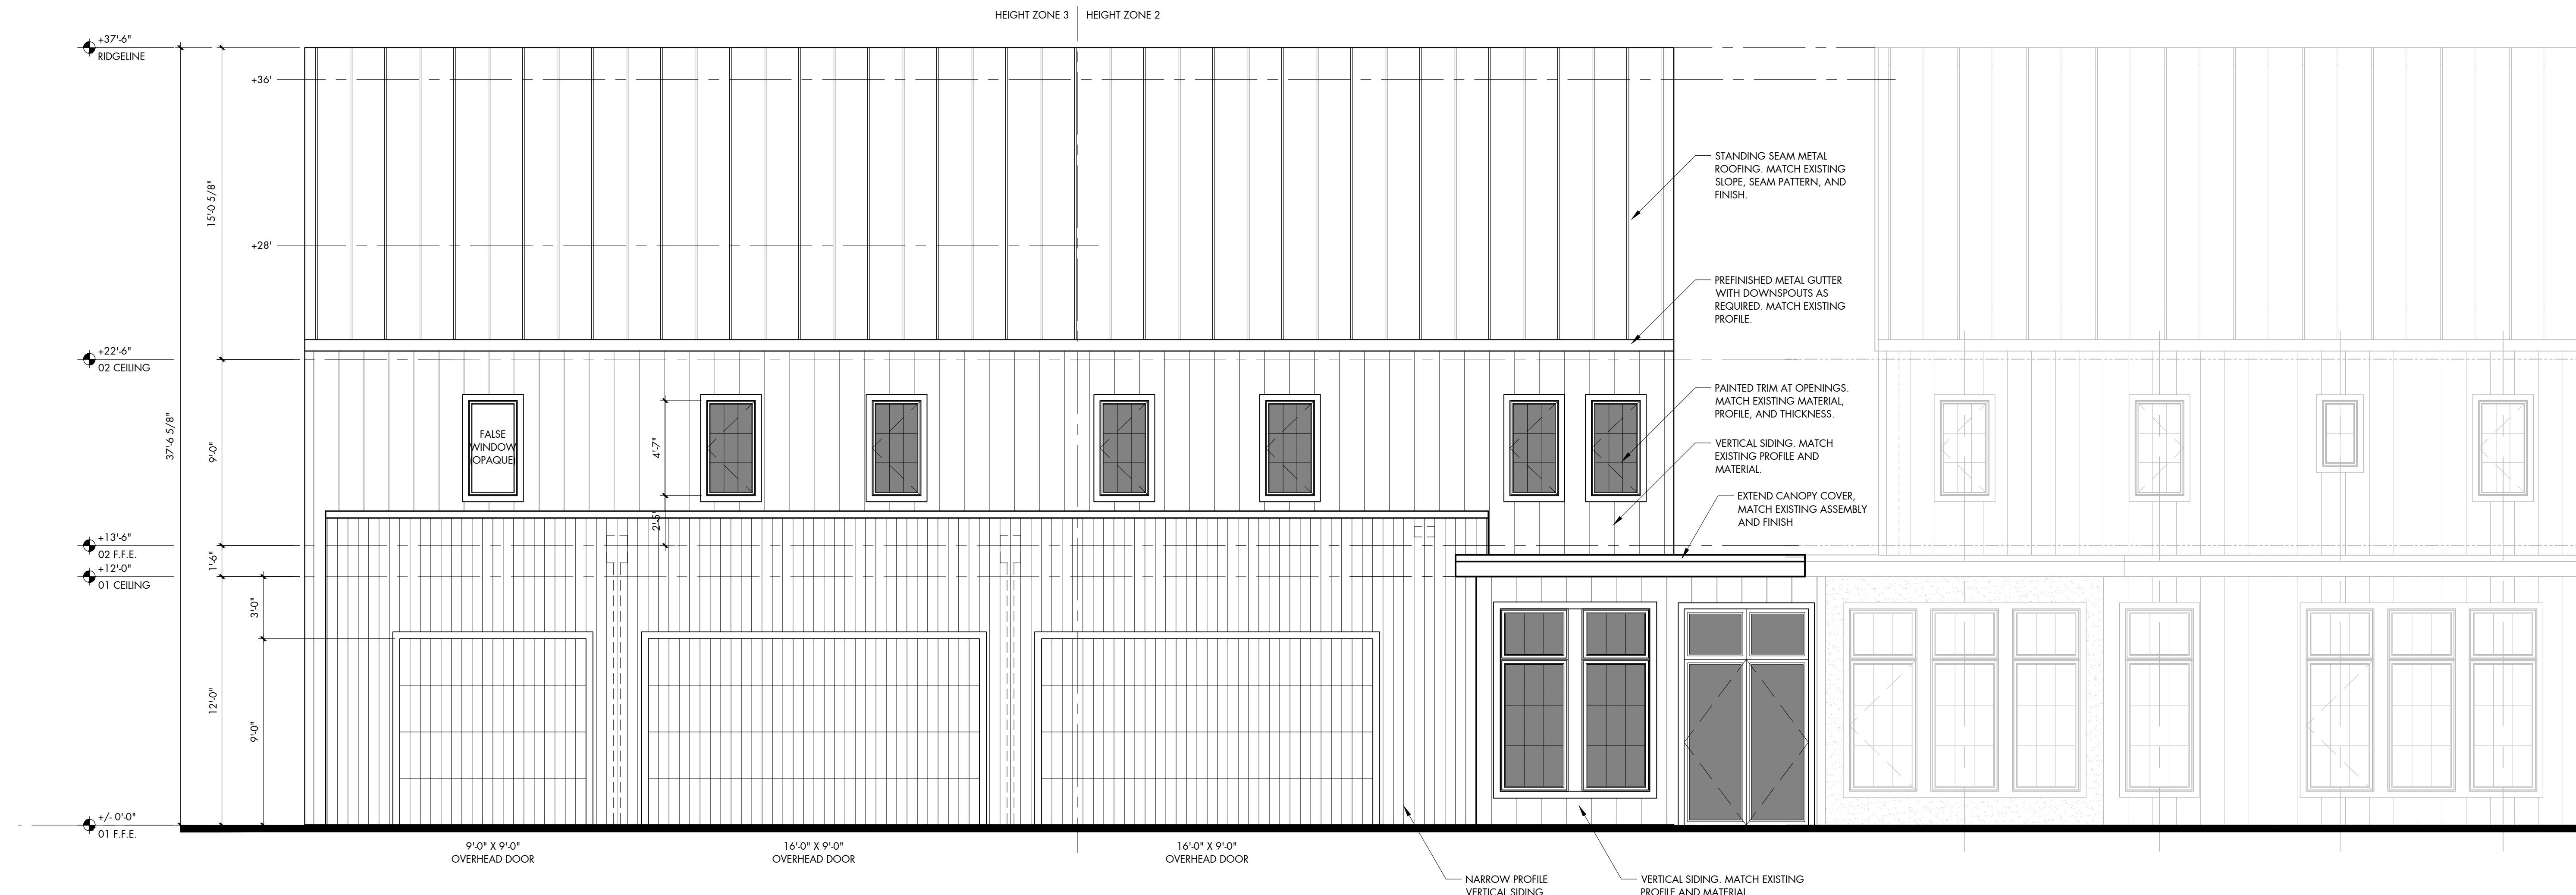 HEIGHT ZONE 3
HEIGHT ZONE 2
+37'-6"
RIDGELINE
+36'
15'-0 5/8"
+28'
STANDING SEAM METAL
ROOFING. MATCH EXISTING
SLOPE, SEAM PATTERN, AND
FINISH.
PREFINISHED METAL GUTTER
WITH DOWNSPOUTS AS
REQUIRED. MATCH EXISTING
PROFILE.
+22'-6"
02 CEILING
37'-6 5/8"
9'-0"
FALSE
WINDOW
(OPAQUE)
4'-7"
PAINTED TRIM AT OPENINGS.
MATCH EXISTING MATERIAL,
PROFILE, AND THICKNESS.
VERTICAL SIDING. MATCH
EXISTING PROFILE AND
MATERIAL.
EXTEND CANOPY COVER,
MATCH EXISTING ASSEMBLY
AND FINISH
2'-5"
+13'-6"
02 F.F.E.
1'-6"
+12'-0"
01 CEILING
3'-0"
12'-0"
9'-0"
+/- 0'-0"
01 F.F.E.
9'-0" X 9'-0"
OVERHEAD DOOR
16'-0" X 9'-0"
OVERHEAD DOOR
16'-0" X 9'-0"
OVERHEAD DOOR
NARROW PROFILE
VERTICAL SIDING
VERTICAL SIDING. MATCH EXISTING
PROFILE AND MATERIAL